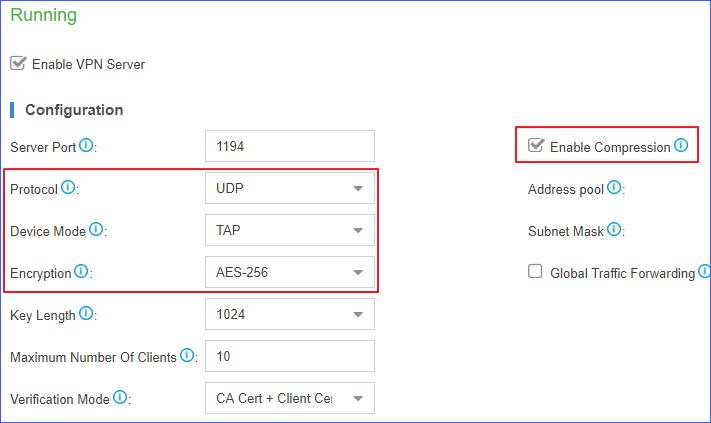 Running
Enable VPN Server
Configuration
Server Port : 1194
Enable Compression
Protocol : UDP
Address pool :
Device Mode : TAP
Subnet Mask :
Encryption : AES-256
Global Traffic Forwarding
Key Length : 1024
Maximum Number Of Clients : 10
Verification Mode : CA Cert + Client Cer